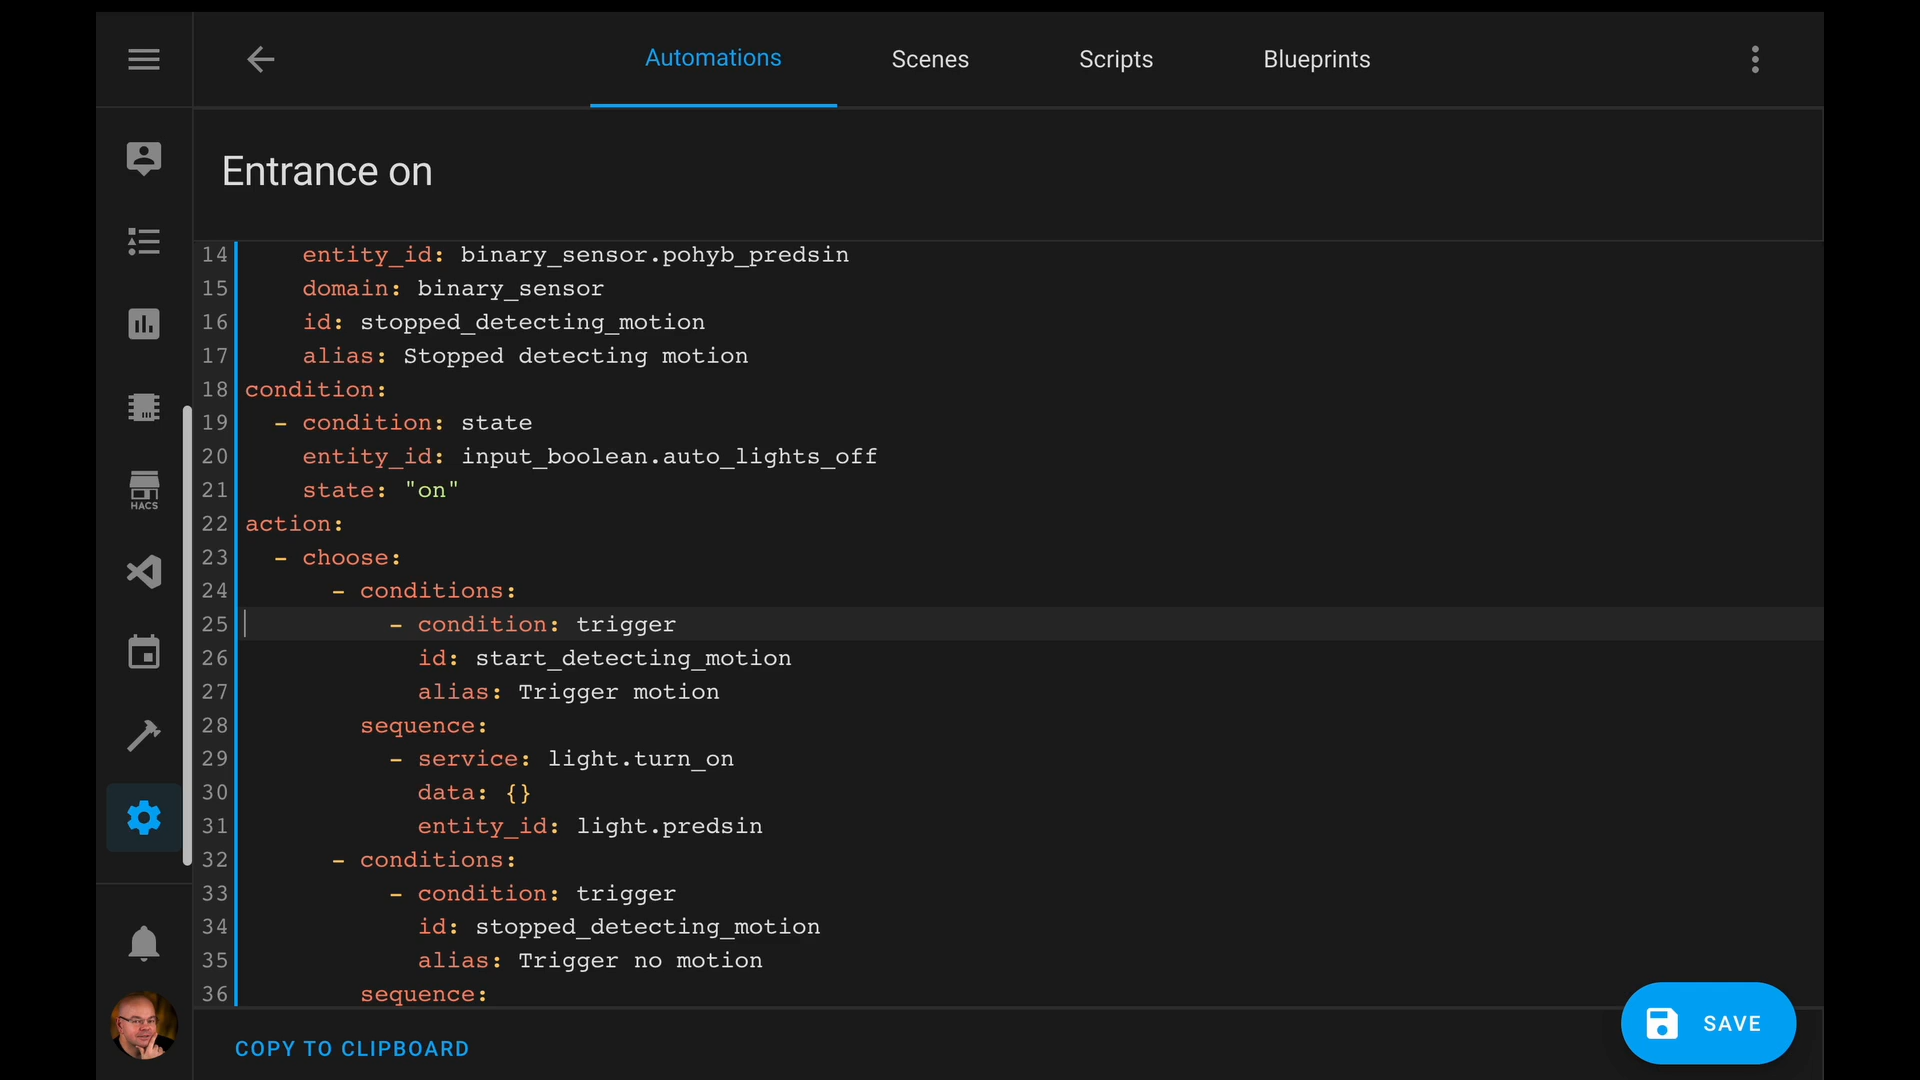 Automations
Scenes
Scripts
Blueprints
Entrance on
HACS
14 entity_id: binary_sensor.pohyb_predsin
15 domain: binary_sensor
16 id: stopped_detecting_motion
17 alias: Stopped detecting motion
18 condition:
19 - condition: state
20 entity_id: input_boolean.auto_lights_off
21 state: "on"
22 action:
23 - choose:
24 - conditions:
25 - condition: trigger
26 id: start_detecting_motion
27 alias: Trigger motion
28 sequence:
29 - service: light.turn_on
30 data: {}
31 entity_id: light.predsin
32 - conditions:
33 - condition: trigger
34 id: stopped_detecting_motion
35 alias: Trigger no motion
36 sequence:
COPY TO CLIPBOARD
SAVE